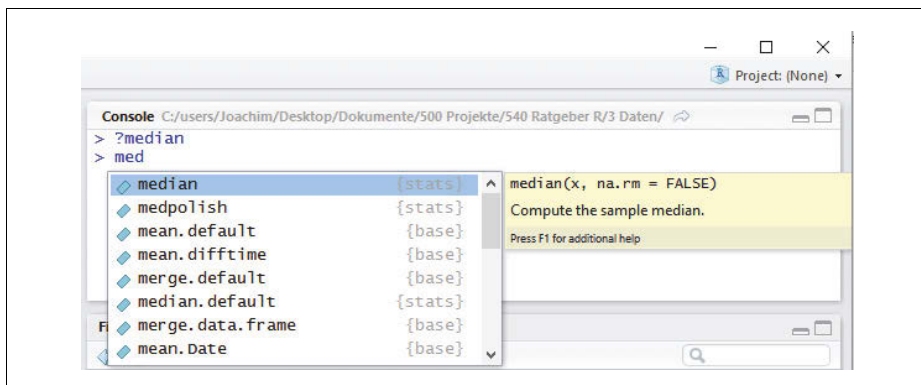 Project: (None)
Console C:/users/Joachim/Desktop/Dokumente/500 Projekte/540 Ratgeber R/3 Daten/
> ?median
> med
median {stats}
medpolish {stats}
mean.default {base}
mean.difftime {base}
merge.default {base}
median.default {stats}
merge.data.frame {base}
mean.Date {base}
median(x, na.rm = FALSE)
Compute the sample median.
Press F1 for additional help